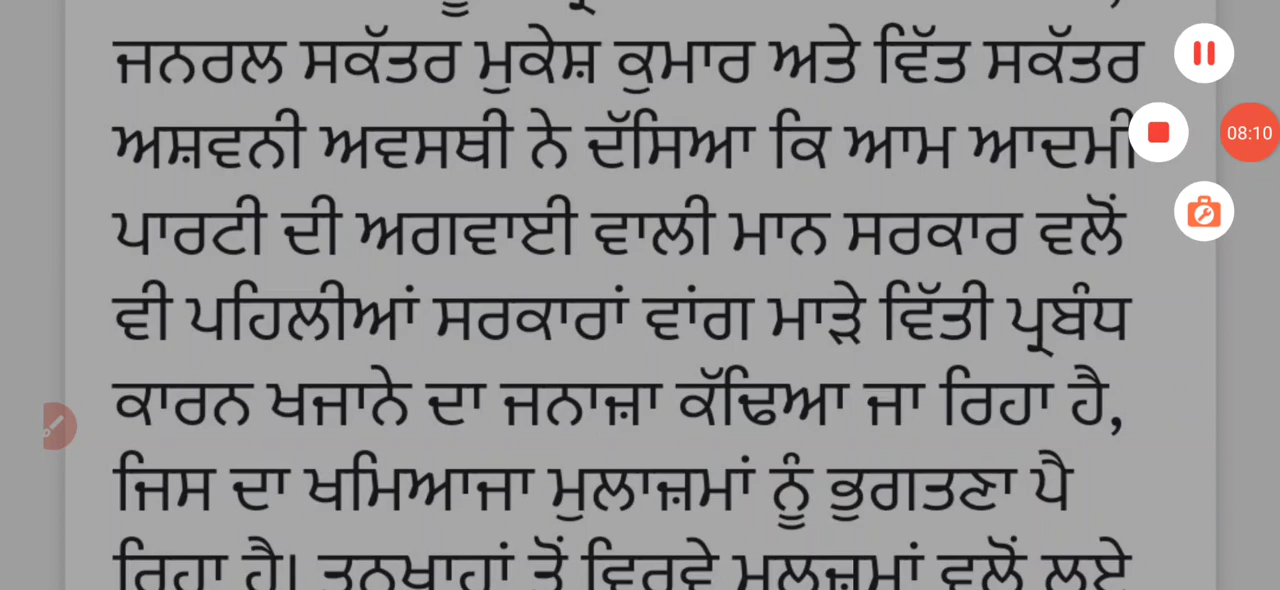 ਜਨਰਲ ਸਕੱਤਰ ਮੁਕੇਸ਼ ਕੁਮਾਰ ਅਤੇ ਵਿੱਤ ਸਕੱਤਰ
ਅਸ਼ਵਨੀ ਅਵਸਥੀ ਨੇ ਦੱਸਿਆ ਕਿ ਆਮ ਆਦਮੀ
08:10
ਪਾਰਟੀ ਦੀ ਅਗਵਾਈ ਵਾਲੀ ਮਾਨ ਸਰਕਾਰ ਵਲੋਂ
ਵੀ ਪਹਿਲੀਆਂ ਸਰਕਾਰਾਂ ਵਾਂਗ ਮਾੜੇ ਵਿੱਤੀ ਪ੍ਰਬੰਧ
ਕਾਰਨ ਖਜਾਨੇ ਦਾ ਜਨਾਜ਼ਾ ਕੱਢਿਆ ਜਾ ਰਿਹਾ ਹੈ,
ਜਿਸ ਦਾ ਖਮਿਆਜਾ ਮੁਲਾਜ਼ਮਾਂ ਨੂੰ ਭੁਗਤਣਾ ਪੈ
ਰਿਹਾ ਹੈ। ਤਨਖਾਹਾਂ ਤੋਂ ਵਿਰਵੇ ਮੁਲਾਜ਼ਮਾਂ ਵਲੋਂ ਲਏ